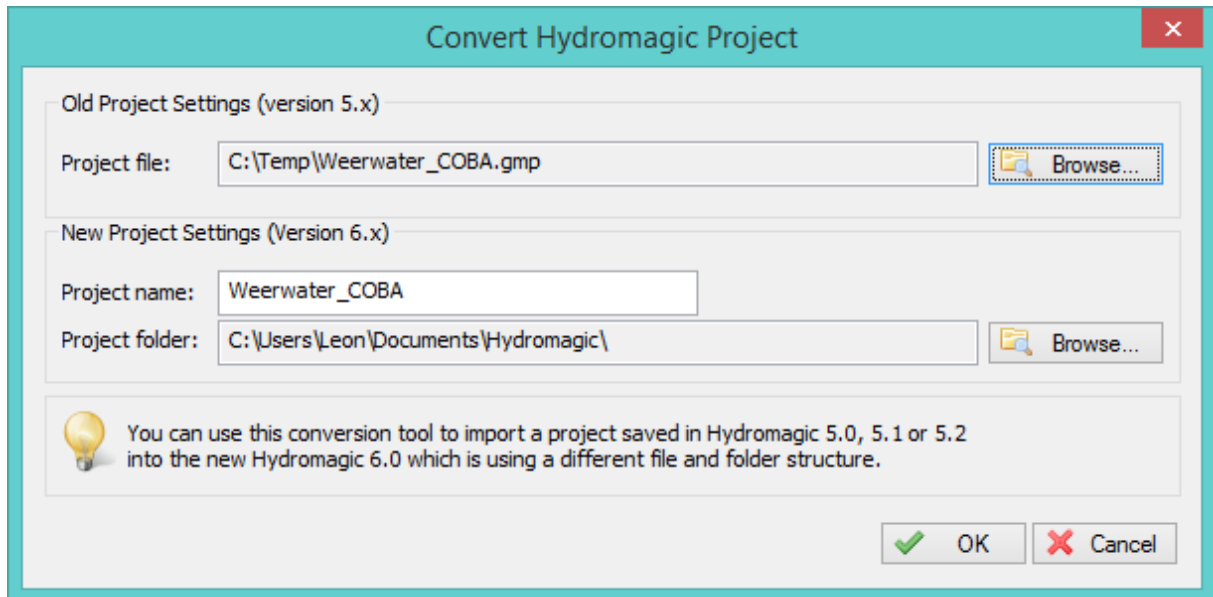 Convert Hydromagic Project
Old Project Settings (version 5.x)
Project file: C:\Temp\Weerwater_COBA.gmp Browse...
New Project Settings (Version 6.x)
Project name: Weerwater_COBA
Project folder: C:\Users\Leon\Documents\Hydromagic\ Browse...
You can use this conversion tool to import a project saved in Hydromagic 5.0, 5.1 or 5.2
into the new Hydromagic 6.0 which is using a different file and folder structure.
OK Cancel